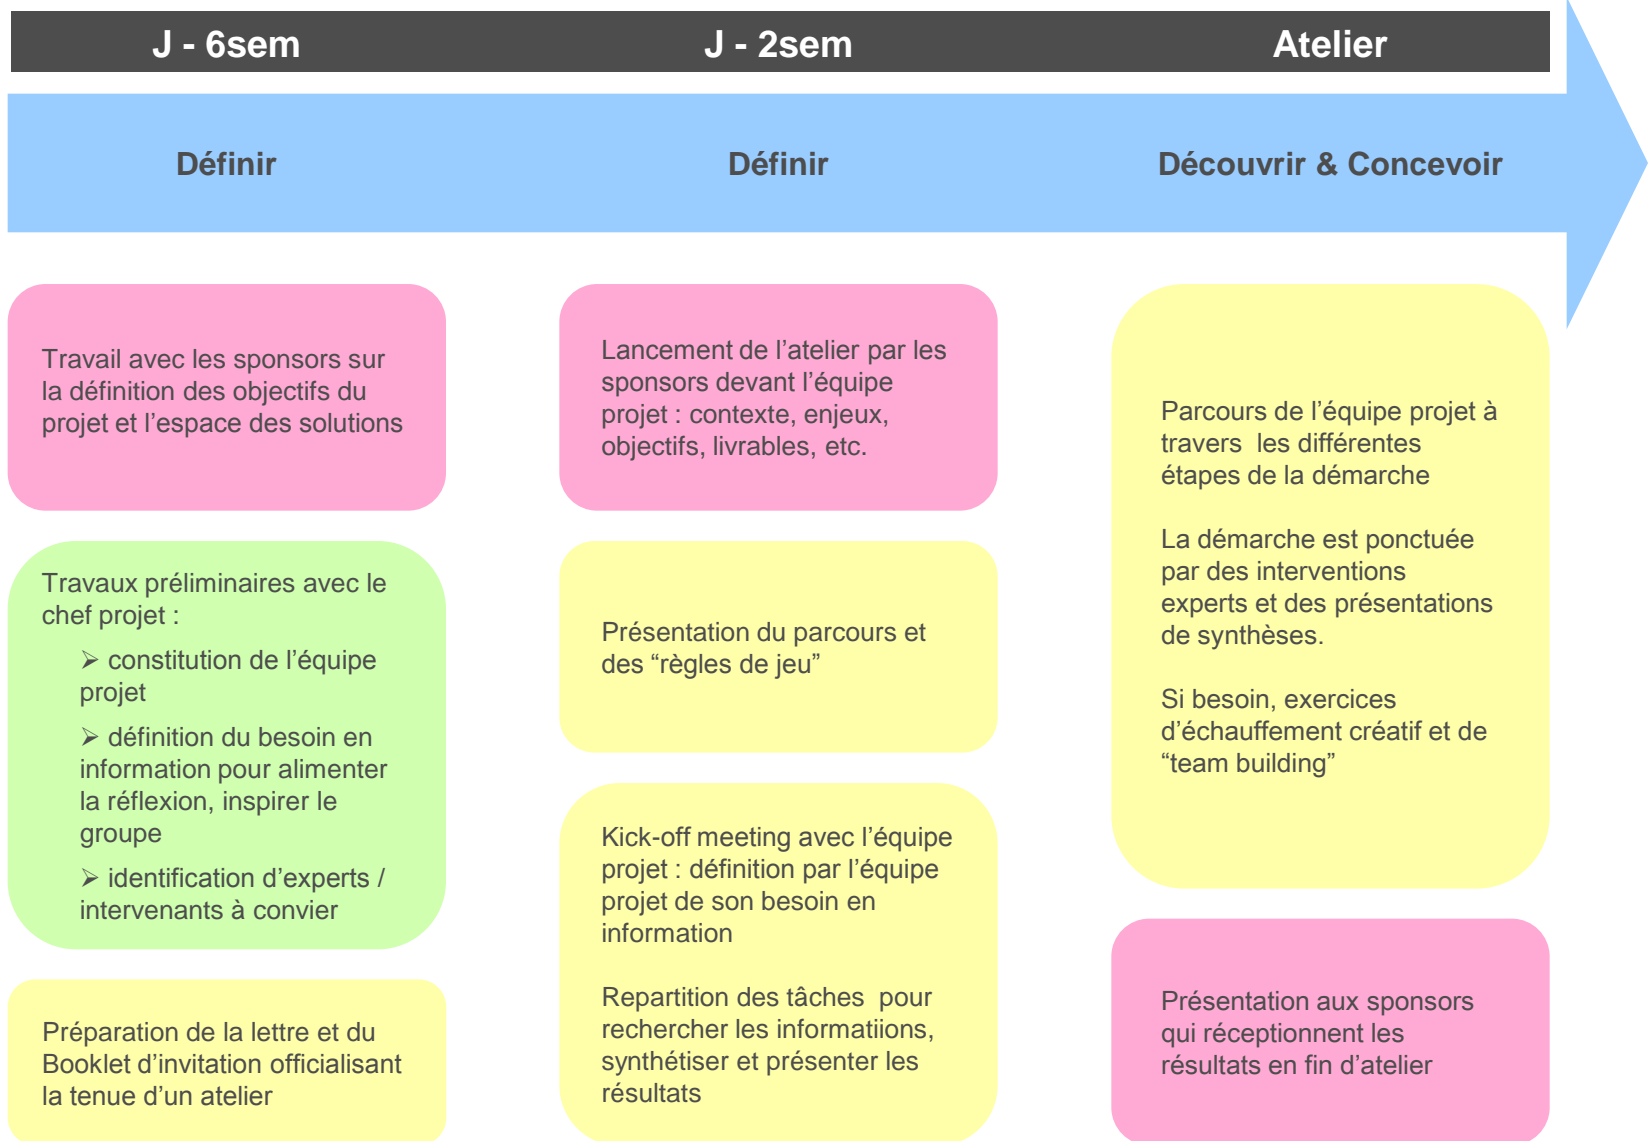 J - 6sem
J - 2sem
Atelier
Définir
Définir
Découvrir & Concevoir
Travail avec les sponsors sur
la définition des objectifs du
projet et l’espace des solutions
Travaux préliminaires avec le
chef projet :
➢ constitution de l’équipe
projet
➢ définition du besoin en
information pour alimenter
la réflexion, inspirer le
groupe
➢ identification d’experts /
intervenants à convier
Préparation de la lettre et du
Booklet d’invitation officialisant
la tenue d’un atelier
Lancement de l’atelier par les
sponsors devant l’équipe
projet : contexte, enjeux,
objectifs, livrables, etc.
Présentation du parcours et
des “règles de jeu”
Kick-off meeting avec l’équipe
projet : définition par l’équipe
projet de son besoin en
information
Repartition des tâches  pour
rechercher les informatiions,
synthétiser et présenter les
résultats
Parcours de l’équipe projet à
travers  les différentes
étapes de la démarche
La démarche est ponctuée
par des interventions
experts et des présentations
de synthèses.
Si besoin, exercices
d’échauffement créatif et de
“team building”
Présentation aux sponsors
qui réceptionnent les
résultats en fin d’atelier